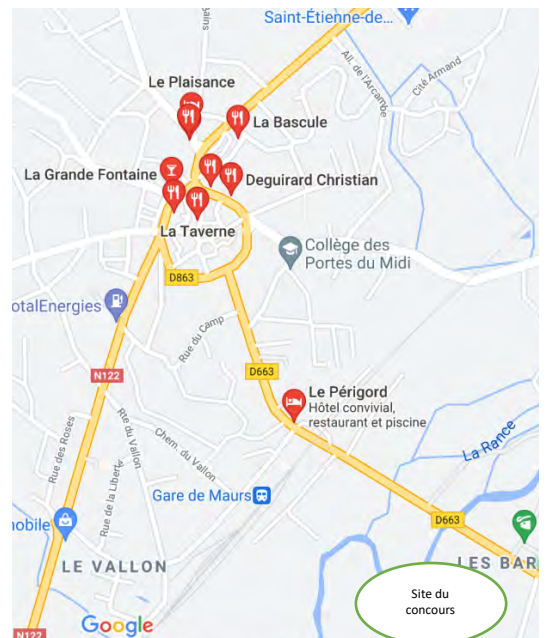 Saint-Étienne-de...
bains
All. de l'Arcambe
Cité Armand
Le Plaisance
La Bascule
La Grande Fontaine
Deguirard Christian
La Taverne
Collège des
Portes du Midi
D863
otalEnergies
Rue du Camp
N122
D663
Le Périgord
Hôtel convivial,
restaurant et piscine
Rte du Vallon
Chem. du Vallon
Rue des Roses
Rue de la Liberté
La Rance
Gare de Maurs
D663
mobile
LES BAR
LE VALLON
Site du
concours
Google
N122